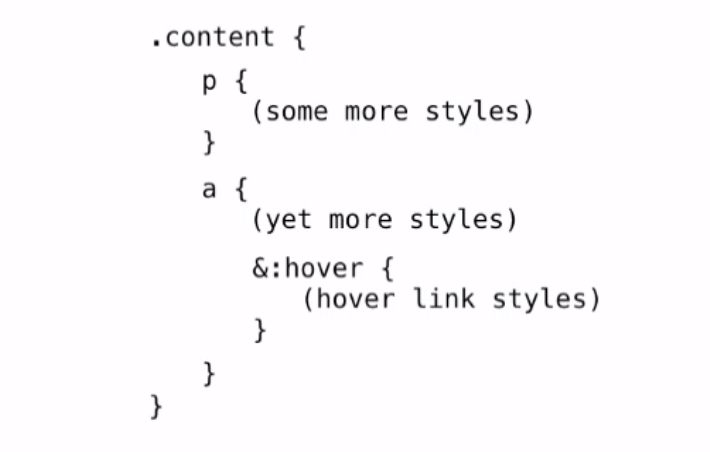 .content {
p {
(some more styles)
}
a {
(yet more styles)
&:hover {
(hover link styles)
}
}
}